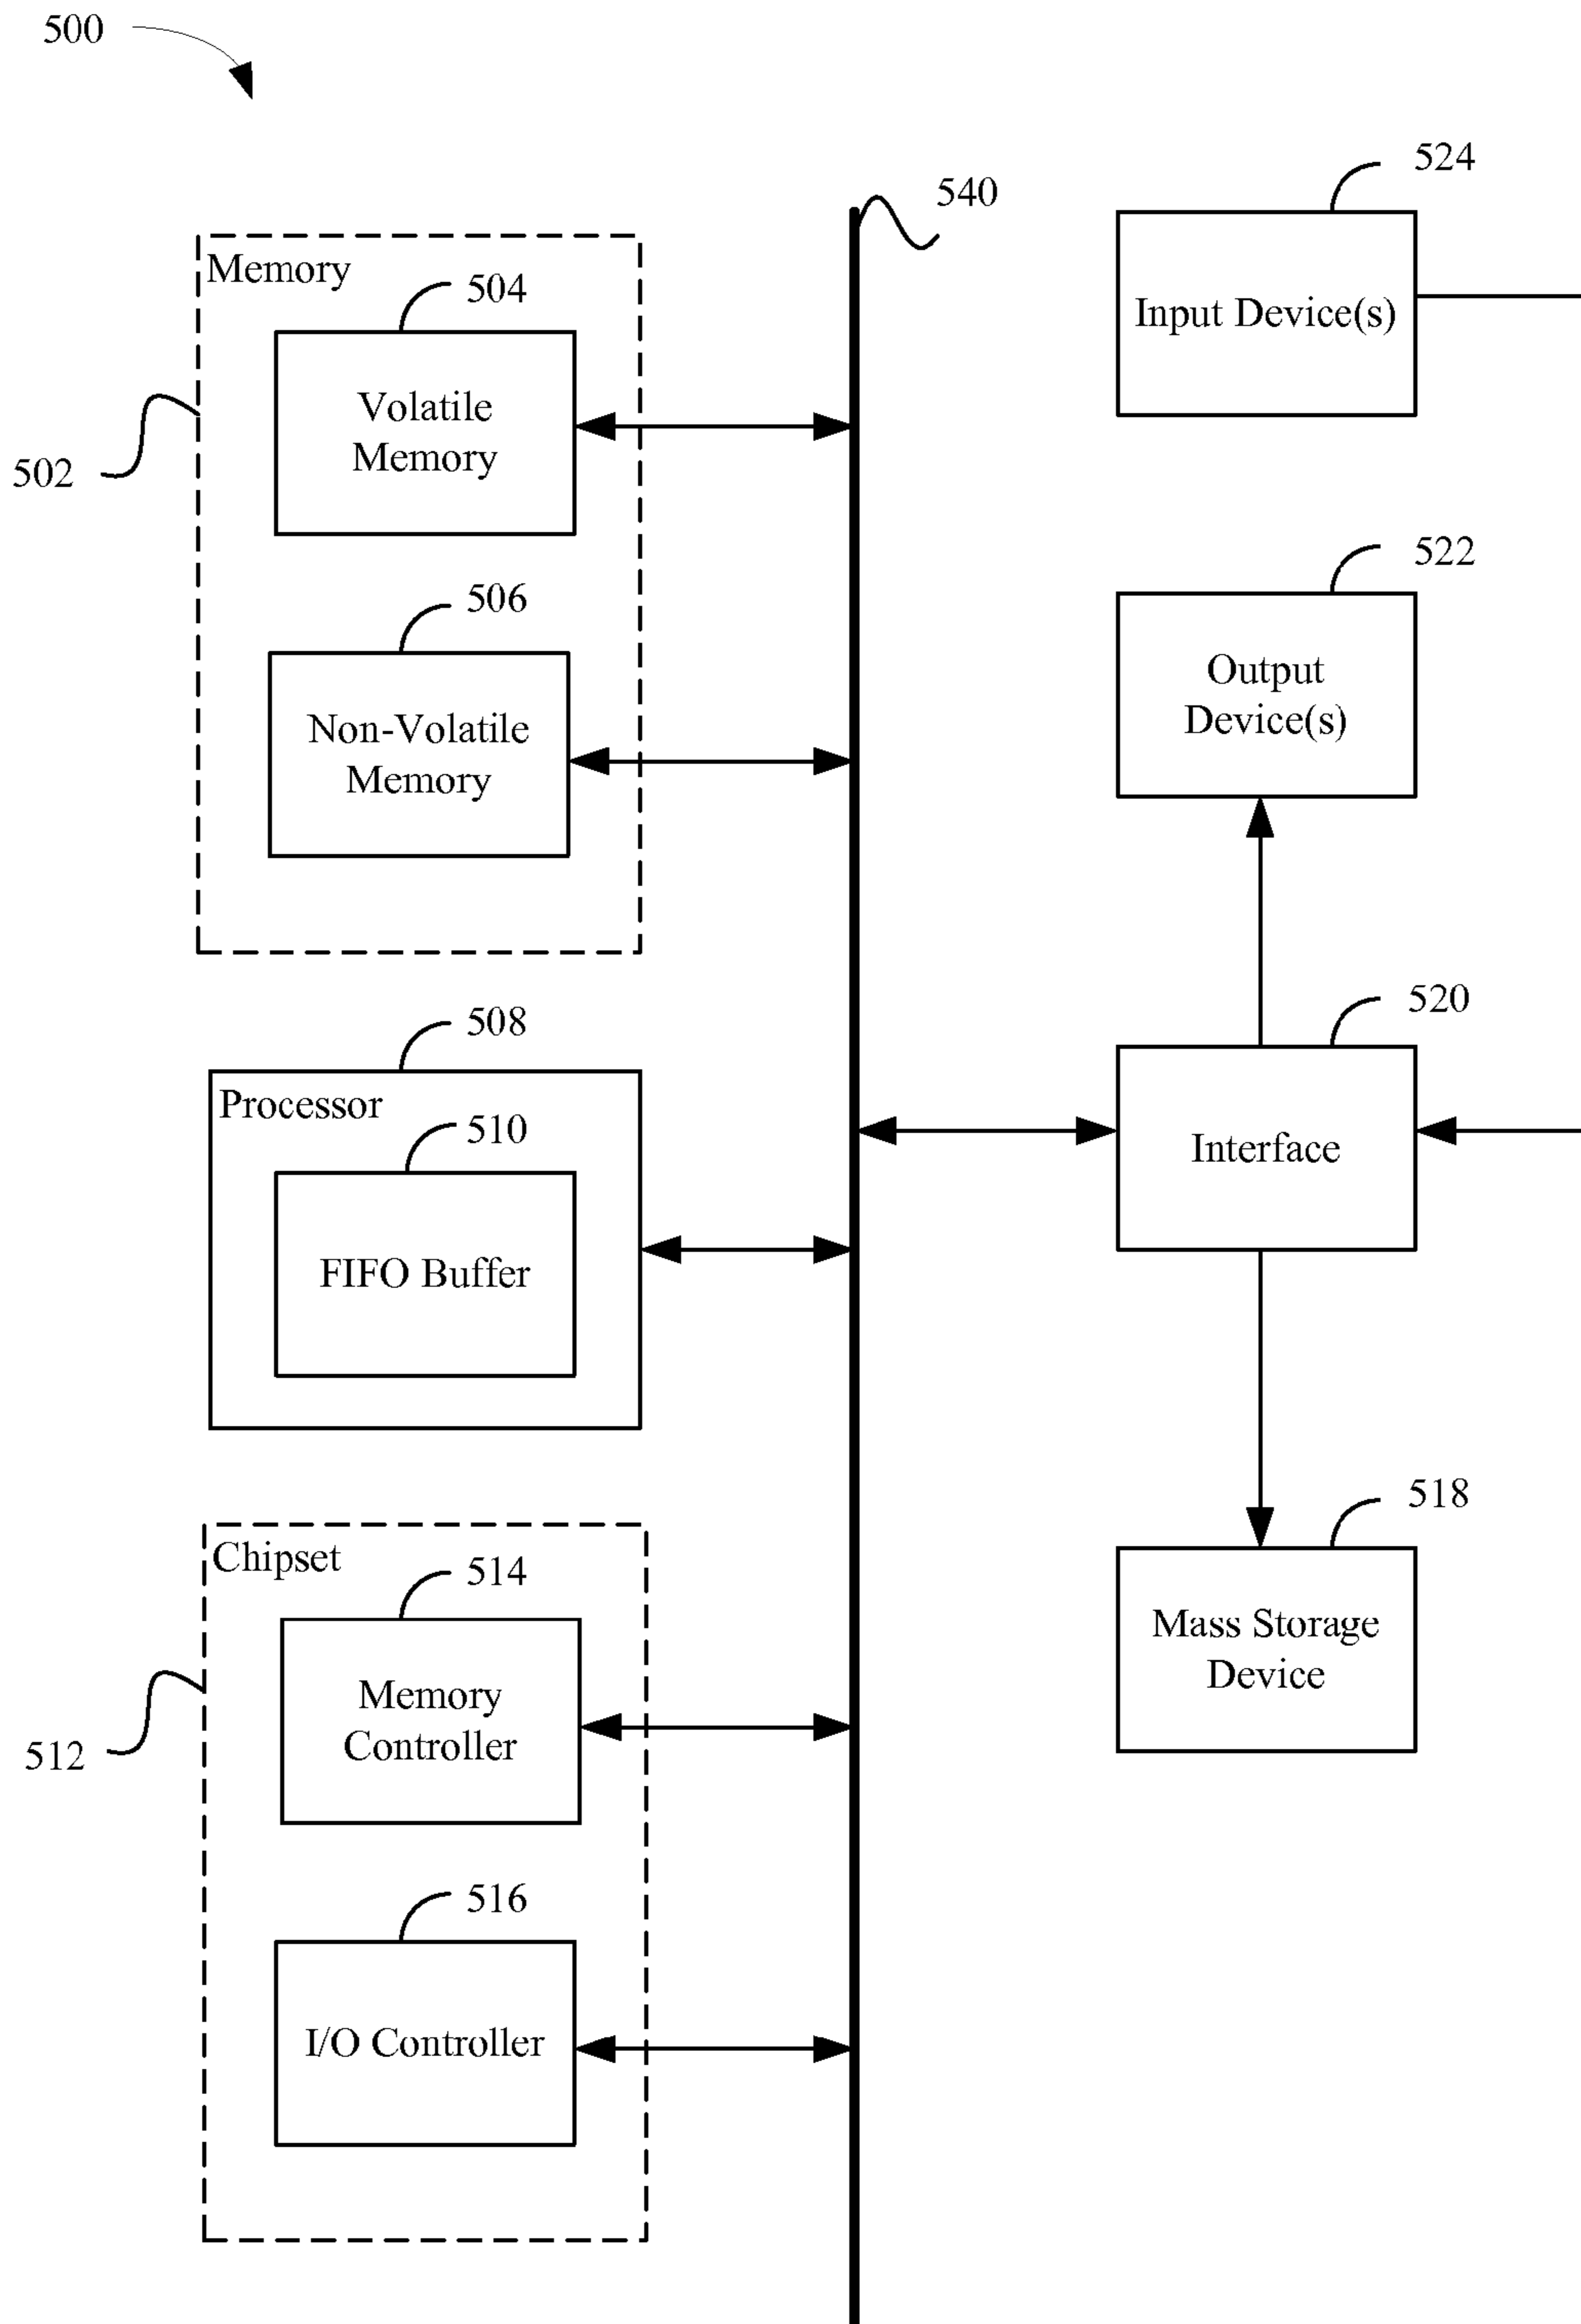 500
524
540
Memory
504
Input Device(s)
Volatile
Memory
502
522
506
Output
Device(s)
Non-Volatile
Memory
520
508
Processor
510
Interface
FIFO Buffer
518
Chipset
514
Mass Storage
Device
Memory
Controller
512
516
I/O Controller